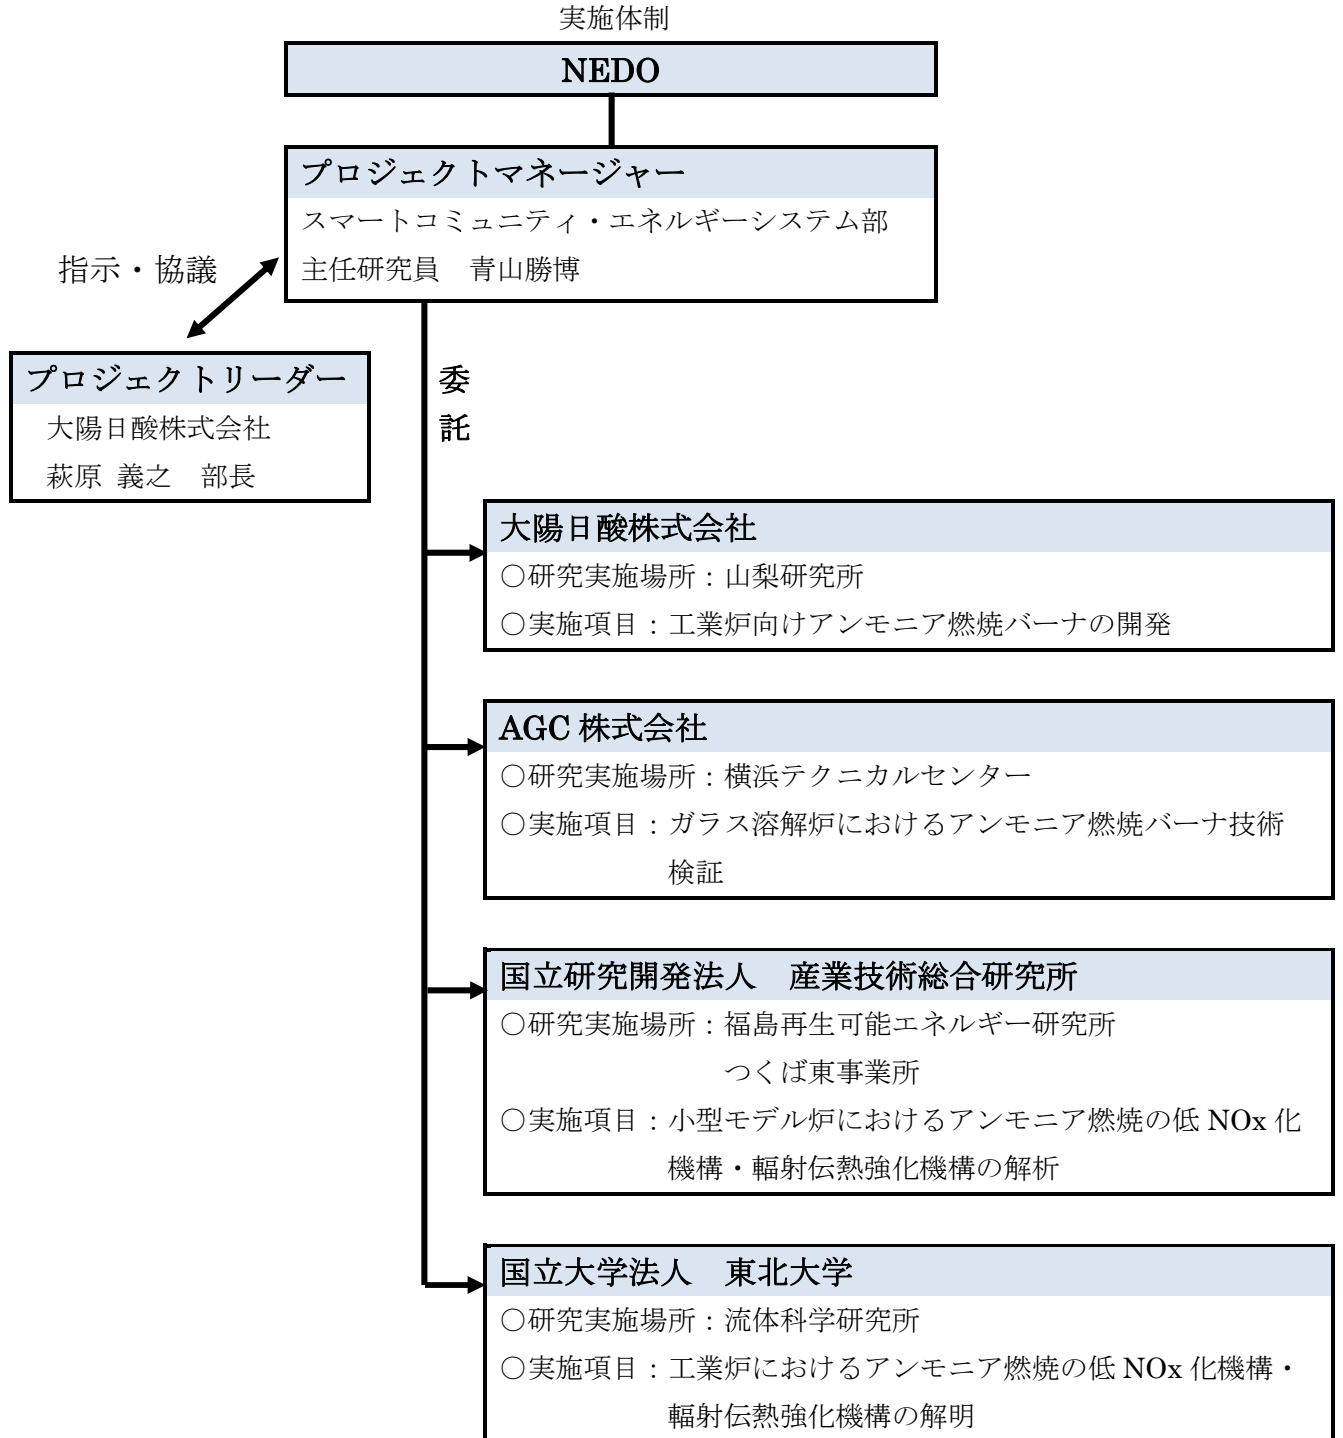 実施体制
NEDO
プロジェクトマネージャー
スマートコミュニティ・エネルギーシステム部
主任研究員　青山勝博
指示・協議
プロジェクトリーダー
大陽日酸株式会社
萩原 義之　部長
委
託
大陽日酸株式会社
○研究実施場所：山梨研究所
○実施項目：工業炉向けアンモニア燃焼バーナの開発
AGC 株式会社
○研究実施場所：横浜テクニカルセンター
○実施項目：ガラス溶解炉におけるアンモニア燃焼バーナ技術
検証
国立研究開発法人　産業技術総合研究所
○研究実施場所：福島再生可能エネルギー研究所
つくば東事業所
○実施項目：小型モデル炉におけるアンモニア燃焼の低 NOx 化
機構・輻射伝熱強化機構の解析
国立大学法人　東北大学
○研究実施場所：流体科学研究所
○実施項目：工業炉におけるアンモニア燃焼の低 NOx 化機構・
輻射伝熱強化機構の解明